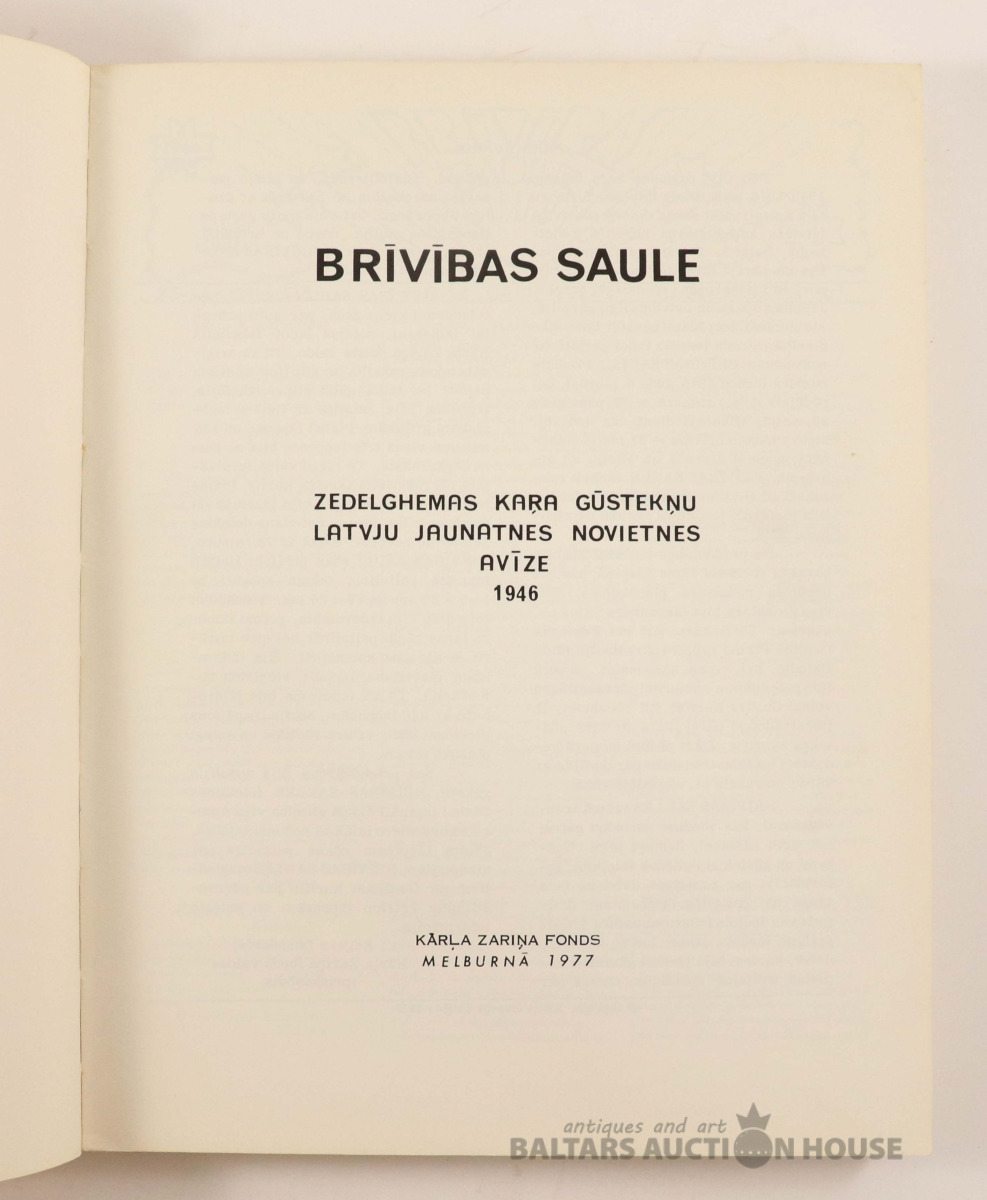 BRĪVĪBAS SAULE
ZEDELGHEMAS KAŖA GŪSTEKŅU
LATVJU JAUNATNES NOVIETNES
AVĪZE
1946
KĀRĻA ZARIŅA FONDS
MELBURNĀ 1977
antiques and art
BALTARS AUCTION HOUSE